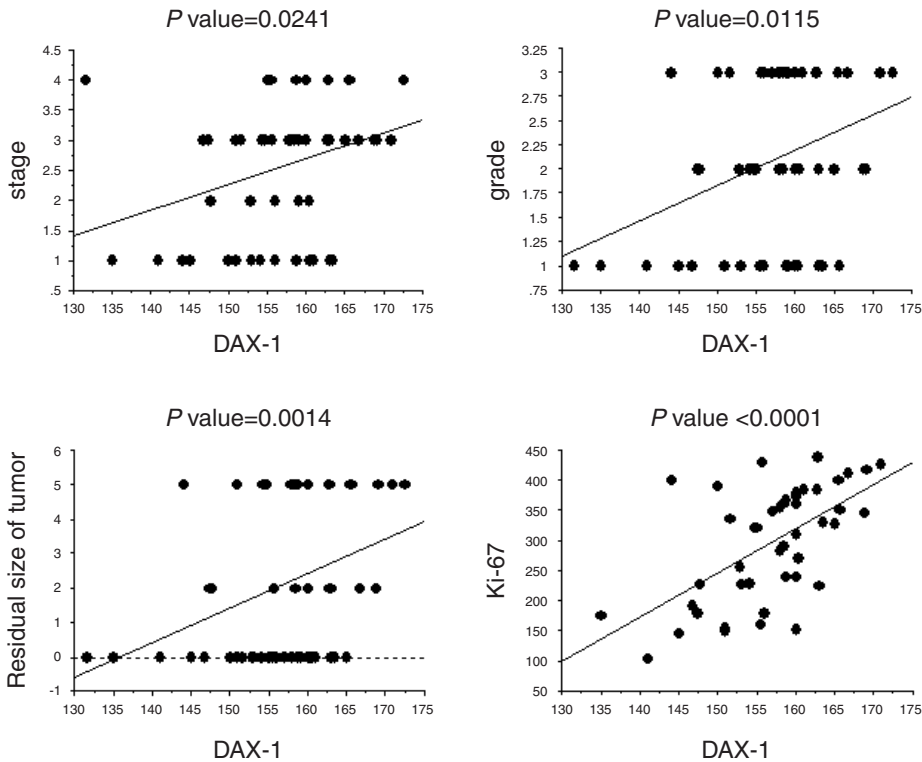 P value=0.0241
4.5
4
3.5
3
2.5
2
1.5
1
.5
stage
130 135 140 145 150 155 160 165 170 175
DAX-1
P value=0.0115
3.25
3
2.75
2.5
2.25
2
1.75
1.5
1.25
1
.75
grade
130 135 140 145 150 155 160 165 170 175
DAX-1
P value=0.0014
6
5
4
3
2
1
0
-1
Residual size of tumor
130 135 140 145 150 155 160 165 170 175
DAX-1
P value <0.0001
450
400
350
300
250
200
150
100
50
Ki-67
130 135 140 145 150 155 160 165 170 175
DAX-1